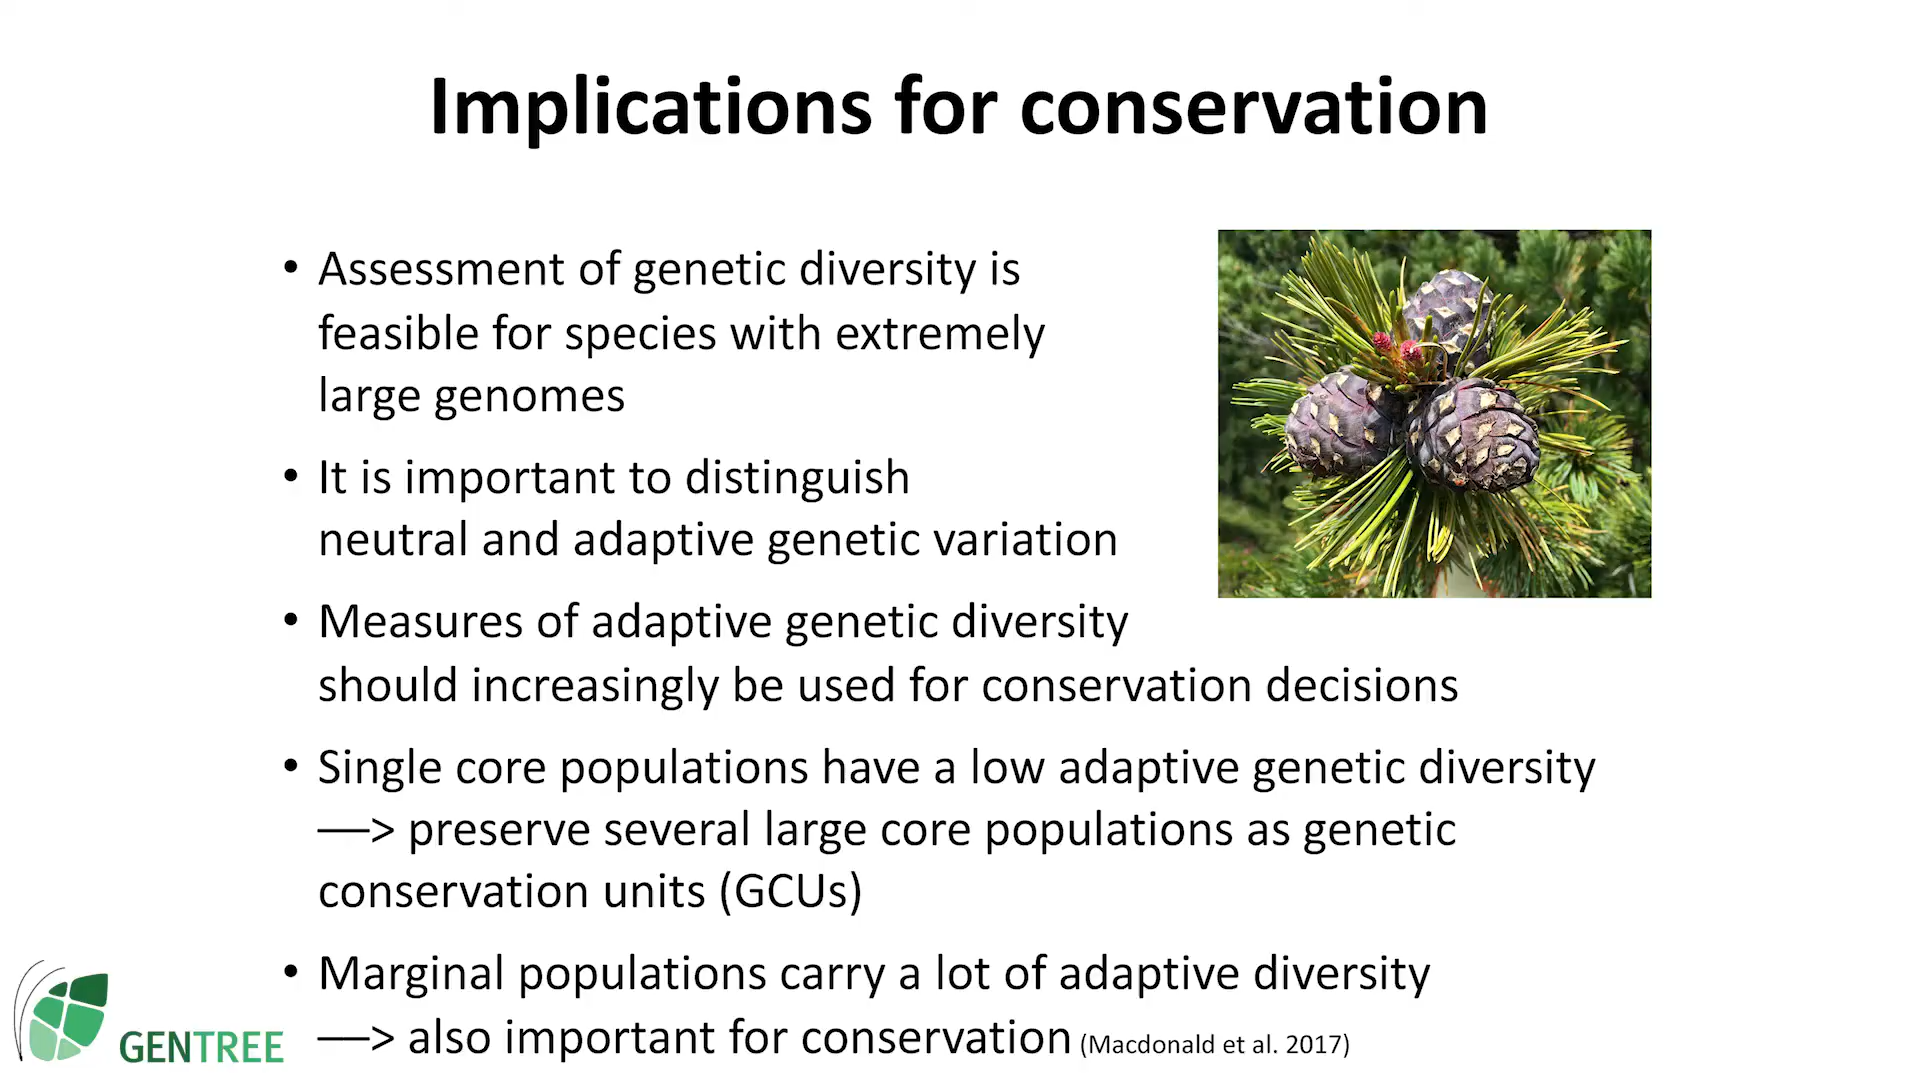 Implications for conservation
• Assessment of genetic diversity is
feasible for species with extremely
large genomes
• It is important to distinguish
neutral and adaptive genetic variation
• Measures of adaptive genetic diversity
should increasingly be used for conservation decisions
• Single core populations have a low adaptive genetic diversity
—> preserve several large core populations as genetic
conservation units (GCUs)
• Marginal populations carry a lot of adaptive diversity
—> also important for conservation (Macdonald et al. 2017)
GENTREE